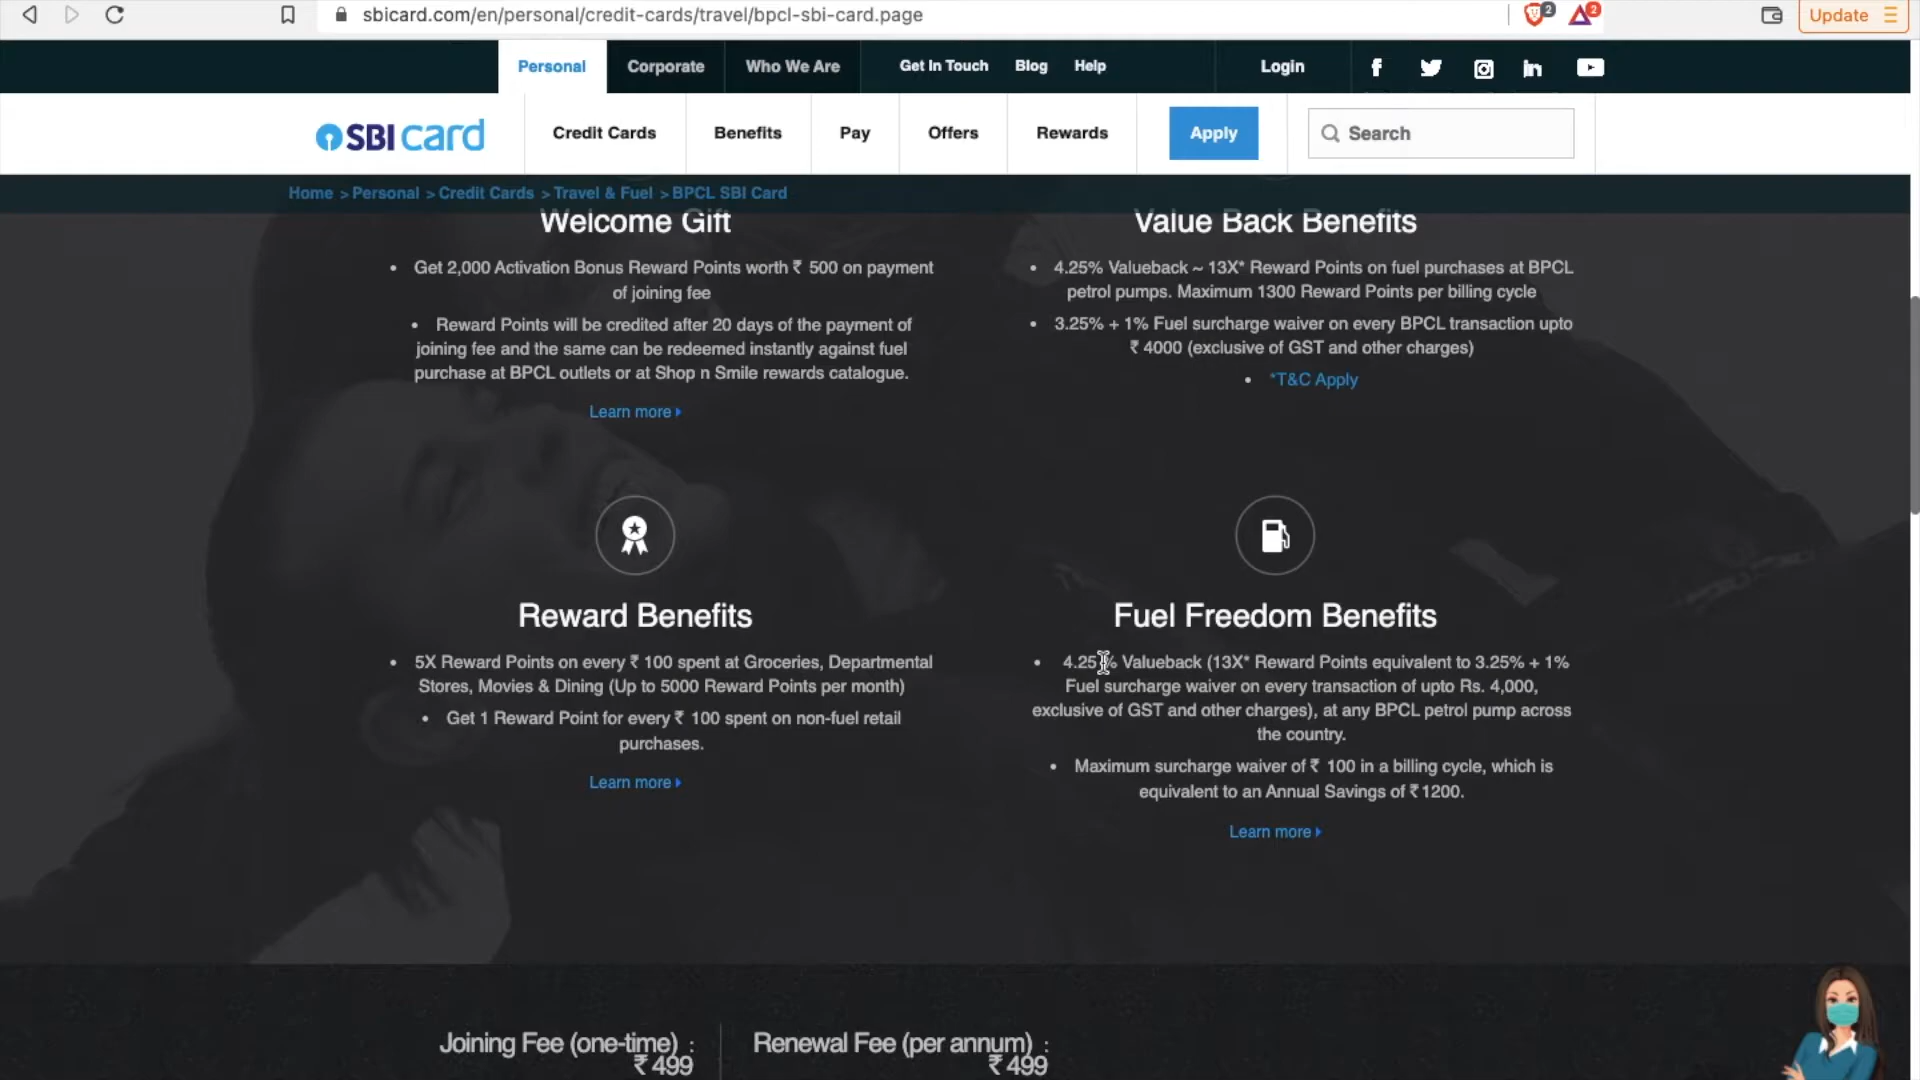 sbicard.com/en/personal/credit-cards/travel/bpcl-sbi-card.page
2
2
Update
Personal
Corporate
Who We Are
Get In Touch
Blog
Help
Login
SBI card
Credit Cards
Benefits
Pay
Offers
Rewards
Apply
Search
Home > Personal > Credit Cards > Travel & Fuel > BPCL SBI Card
Welcome Gift
• Get 2,000 Activation Bonus Reward Points worth ₹ 500 on payment
of joining fee
• Reward Points will be credited after 20 days of the payment of
joining fee and the same can be redeemed instantly against fuel
purchase at BPCL outlets or at Shop n Smile rewards catalogue.
Learn more
Value Back Benefits
• 4.25% Valueback ~ 13X* Reward Points on fuel purchases at BPCL
petrol pumps. Maximum 1300 Reward Points per billing cycle
• 3.25% + 1% Fuel surcharge waiver on every BPCL transaction upto
₹ 4000 (exclusive of GST and other charges)
• *T&C Apply
Reward Benefits
• 5X Reward Points on every ₹ 100 spent at Groceries, Departmental
Stores, Movies & Dining (Up to 5000 Reward Points per month)
• Get 1 Reward Point for every ₹ 100 spent on non-fuel retail
purchases.
Learn more
Fuel Freedom Benefits
• 4.25% Valueback (13X* Reward Points equivalent to 3.25% + 1%
Fuel surcharge waiver on every transaction of upto Rs. 4,000,
exclusive of GST and other charges), at any BPCL petrol pump across
the country.
• Maximum surcharge waiver of ₹ 100 in a billing cycle, which is
equivalent to an Annual Savings of ₹ 1200.
Learn more
Joining Fee (one-time) :
₹ 499
Renewal Fee (per annum) :
₹ 499